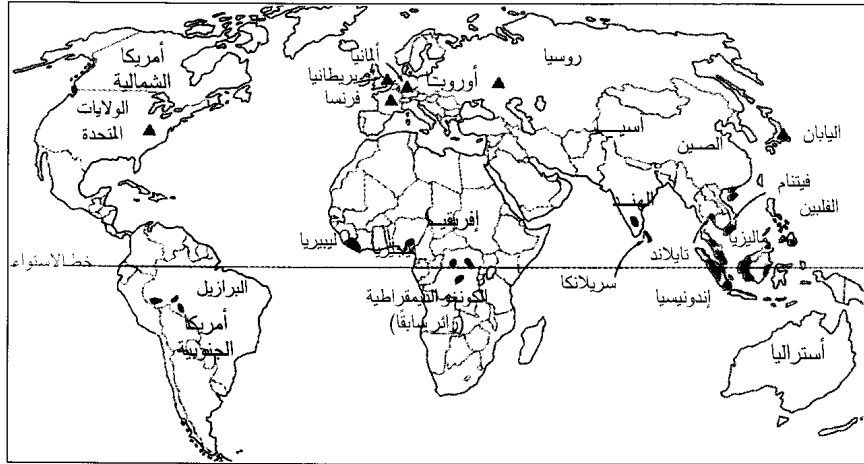 أمريكا
الشمالية
الولايات
المتحدة
ألمانيا
بريطانيا
فرنسا
أوروبا
روسيا
آسيا
الصين
اليابان
فيتنام
الفلبين
الهند
إفريقيا
ليبيريا
نيجيريا
ماليزيا
تايلاند
سريلانكا
إندونيسيا
خط الاستواء
البرازيل
أمريكا
الجنوبية
الكونغو الديمقراطية
(زائير سابقًا)
أستراليا